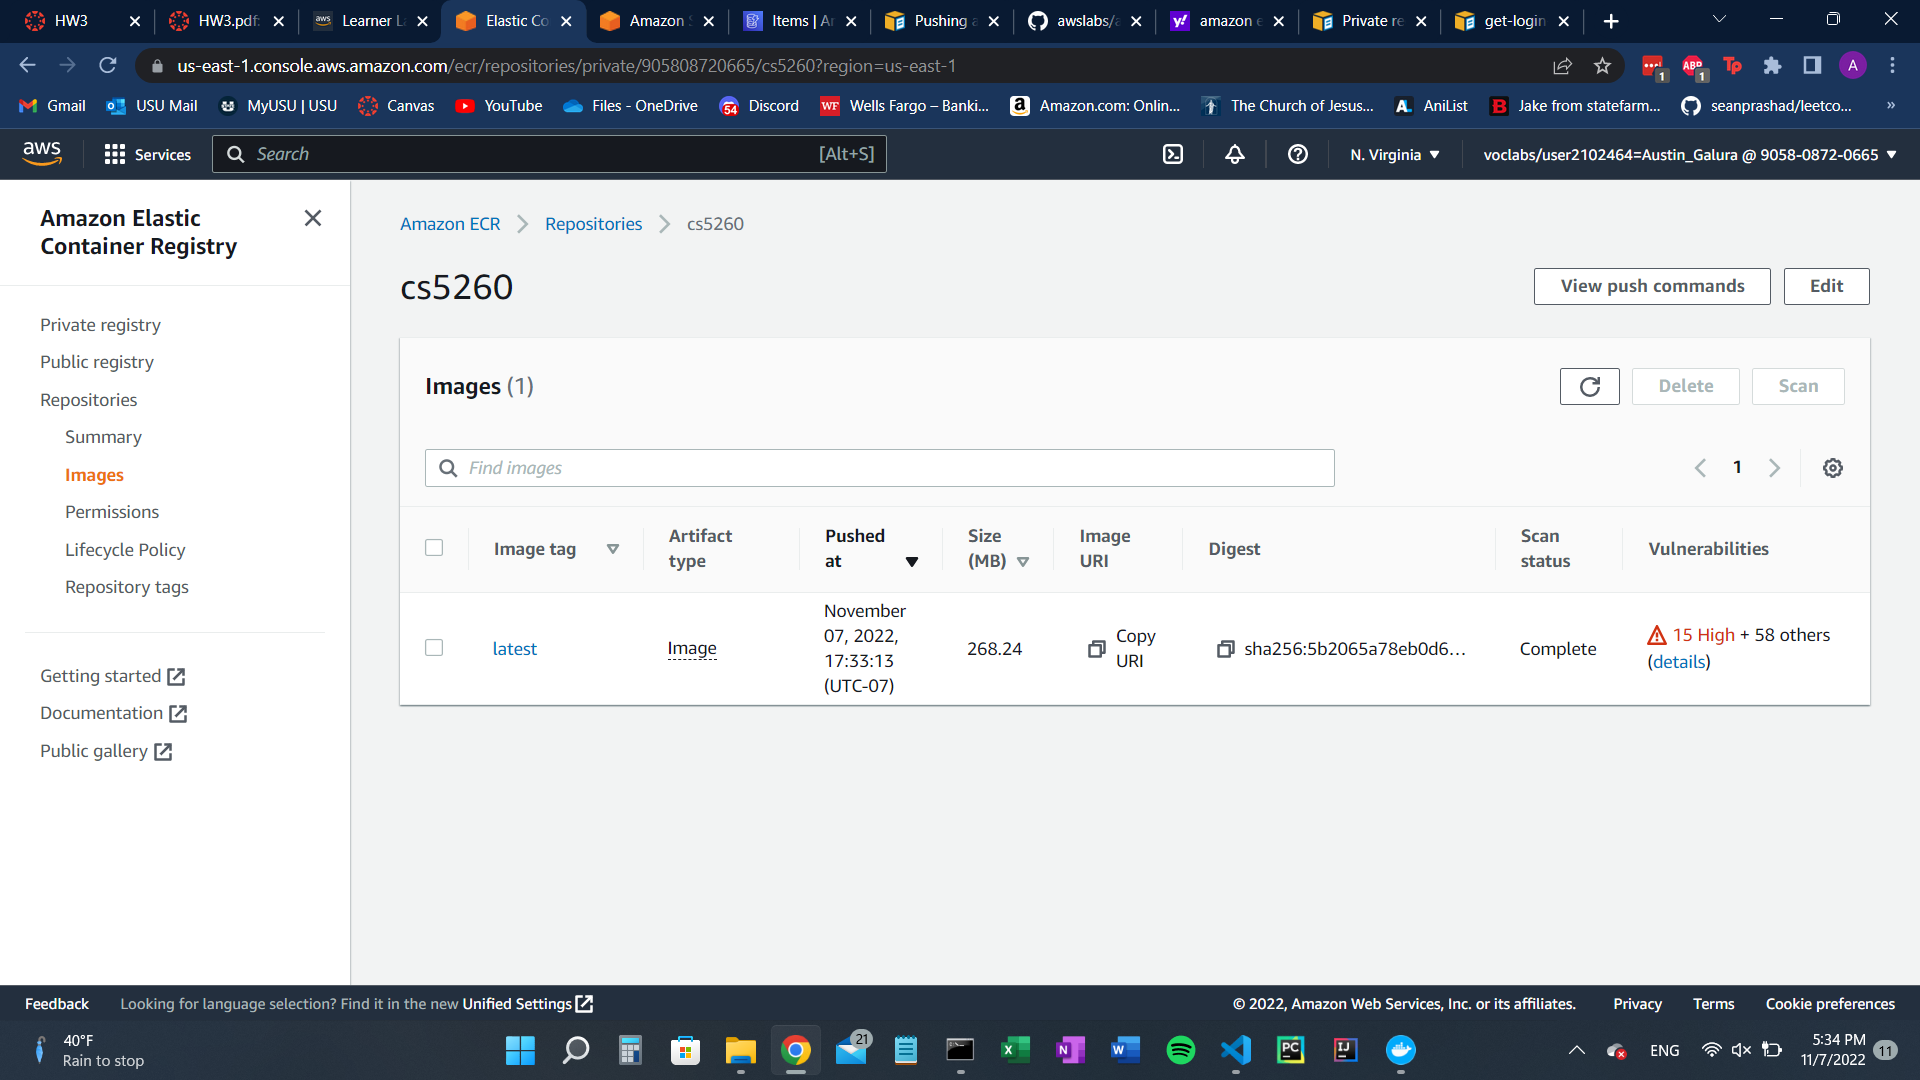 HW3
HW3.pdf:
Learner L
Elastic Co
Amazon S
Items | Am
Pushing a
awslabs/a
amazon e
Private re
get-login
us-east-1.console.aws.amazon.com/ecr/repositories/private/905808720665/cs5260?region=us-east-1
1
ABP
1
Tp
A
Gmail
USU Mail
MyUSU | USU
Canvas
YouTube
Files - OneDrive
54
Discord
WF
Wells Fargo – Banki...
Amazon.com: Onlin...
The Church of Jesus...
AniList
Jake from statefarm...
seanprashad/leetco...
»
aws
Services
Search
[Alt+S]
N. Virginia
voclabs/user2102464=Austin_Galura @ 9058-0872-0665
Amazon Elastic
Container Registry
Private registry
Public registry
Repositories
Summary
Images
Permissions
Lifecycle Policy
Repository tags
Getting started
Documentation
Public gallery
Amazon ECR
Repositories
cs5260
cs5260
View push commands
Edit
Images (1)
Delete
Scan
Find images
1
Image tag
Artifact
type
Pushed
at
Size
(MB)
Image
URI
Digest
Scan
status
Vulnerabilities
latest
Image
November
07, 2022,
17:33:13
(UTC-07)
268.24
Copy
URI
sha256:5b2065a78eb0d6...
Complete
15 High + 58 others
(details)
Feedback
Looking for language selection? Find it in the new Unified Settings
© 2022, Amazon Web Services, Inc. or its affiliates.
Privacy
Terms
Cookie preferences
40°F
Rain to stop
21
ENG
5:34 PM
11/7/2022
11